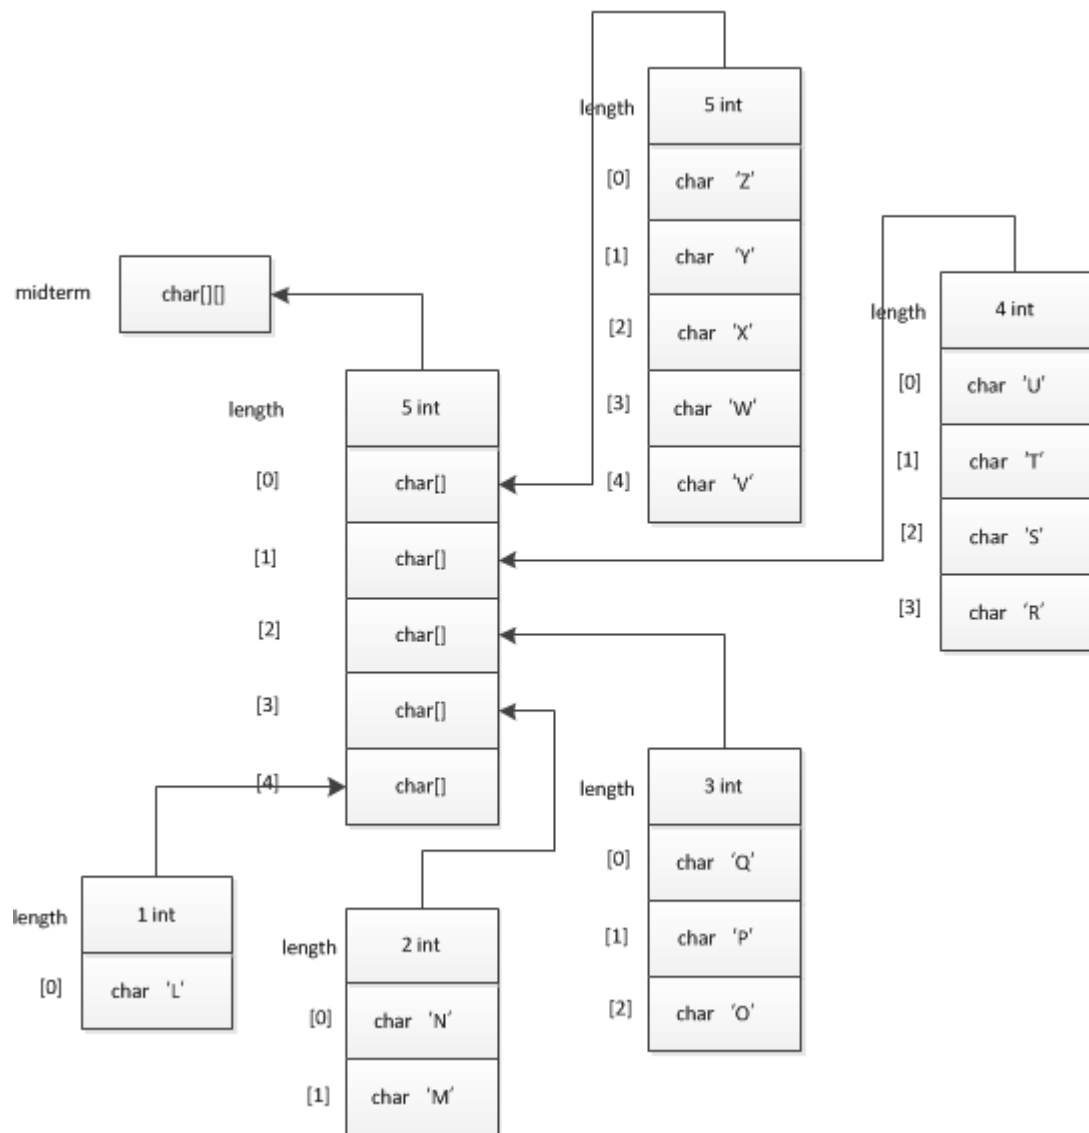 length 5 int
[0] char 'Z'
[1] char 'Y'
[2] char 'X'
[3] char 'W'
[4] char 'V'
length 4 int
[0] char 'U'
[1] char 'T'
[2] char 'S'
[3] char 'R'
midterm char[][]
length 5 int
[0] char[]
[1] char[]
[2] char[]
[3] char[]
[4] char[]
length 3 int
[0] char 'Q'
[1] char 'P'
[2] char 'O'
length 1 int
[0] char 'L'
length 2 int
[0] char 'N'
[1] char 'M'